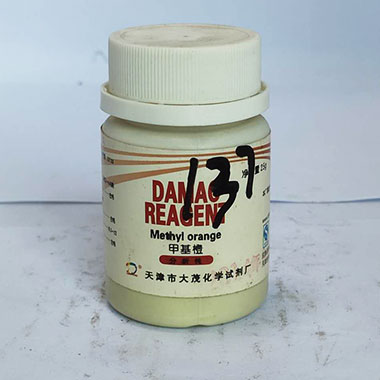 137
净 量 25g
DAMAO
REAGENT
Methyl orange
甲基橙
分析纯
天津市大茂化学试剂厂